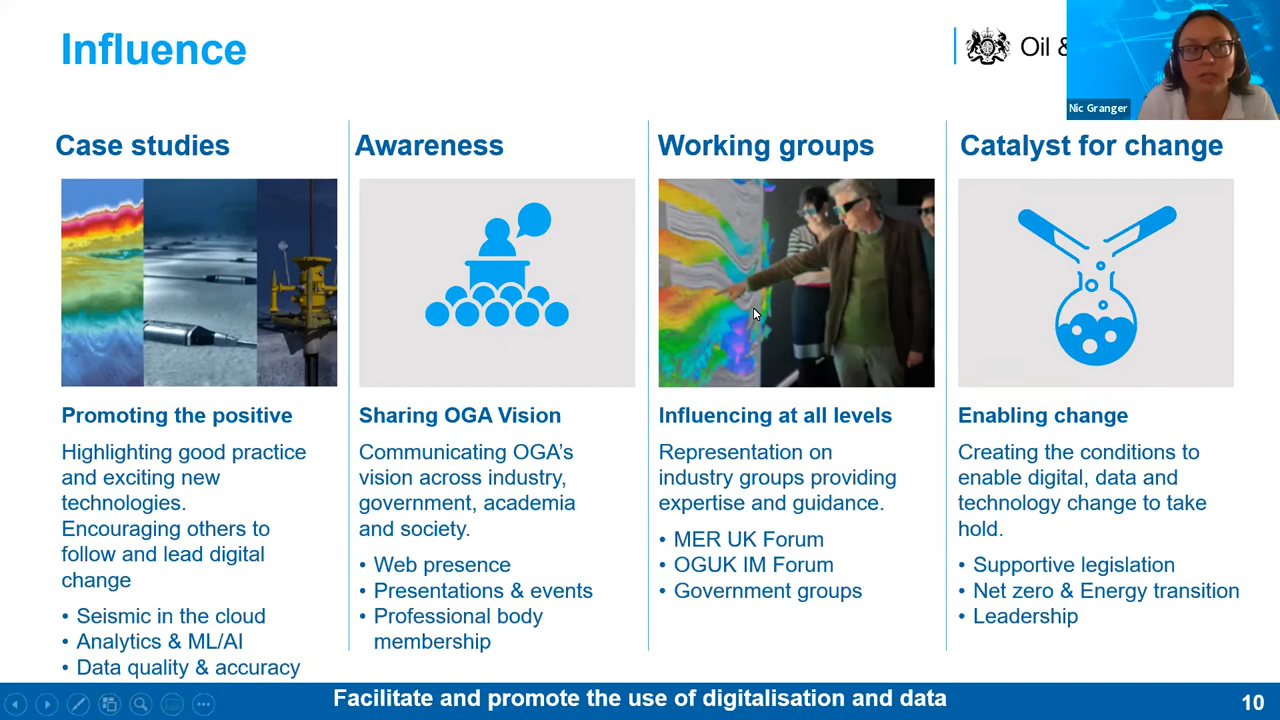 Influence
Oil &
Nic Granger
Case studies
Promoting the positive
Highlighting good practice
and exciting new
technologies.
Encouraging others to
follow and lead digital
change
• Seismic in the cloud
• Analytics & ML/AI
• Data quality & accuracy
Awareness
Sharing OGA Vision
Communicating OGA's
vision across industry,
government, academia
and society.
• Web presence
• Presentations & events
• Professional body
membership
Working groups
Influencing at all levels
Representation on
industry groups providing
expertise and guidance.
• MER UK Forum
• OGUK IM Forum
• Government groups
Catalyst for change
Enabling change
Creating the conditions to
enable digital, data and
technology change to take
hold.
• Supportive legislation
• Net zero & Energy transition
• Leadership
Facilitate and promote the use of digitalisation and data
10